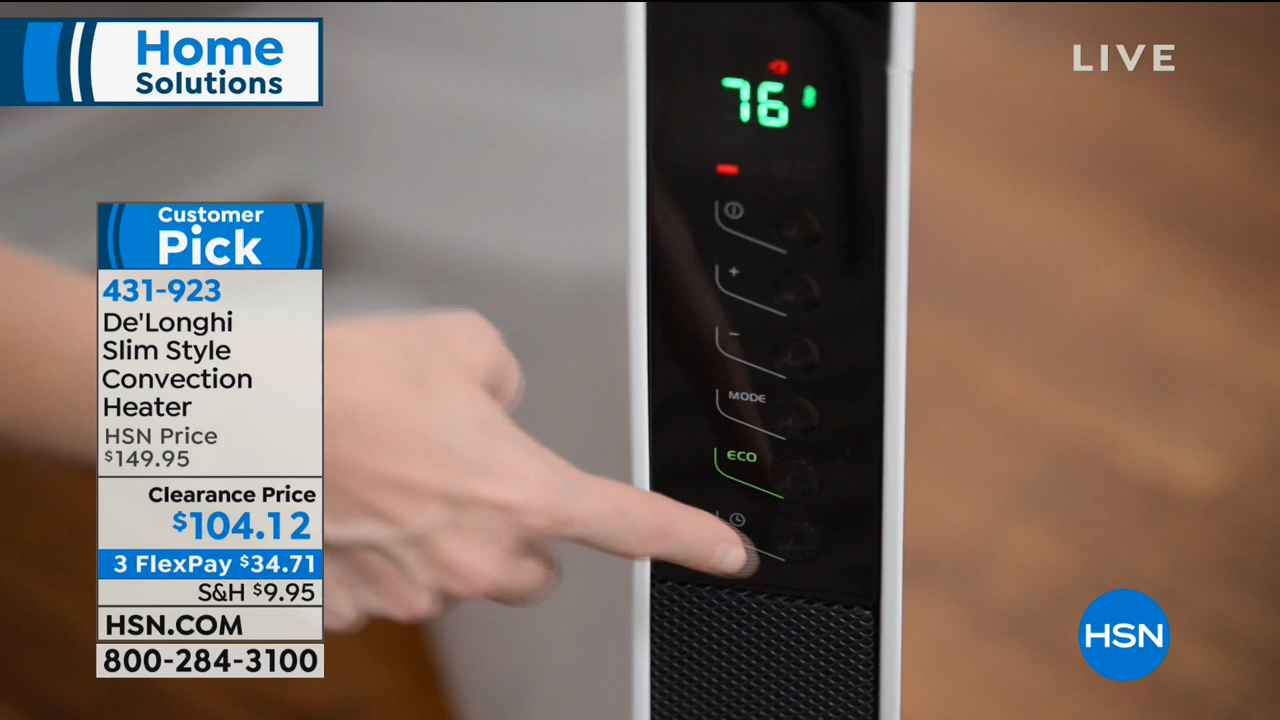 Home
Solutions
LIVE
76
Customer
Pick
431-923
De'Longhi
Slim Style
Convection
Heater
HSN Price
$149.95
Clearance Price
$104.12
3 FlexPay $34.71
S&H $9.95
HSN.COM
800-284-3100
+
-
MODE
ECO
HSN